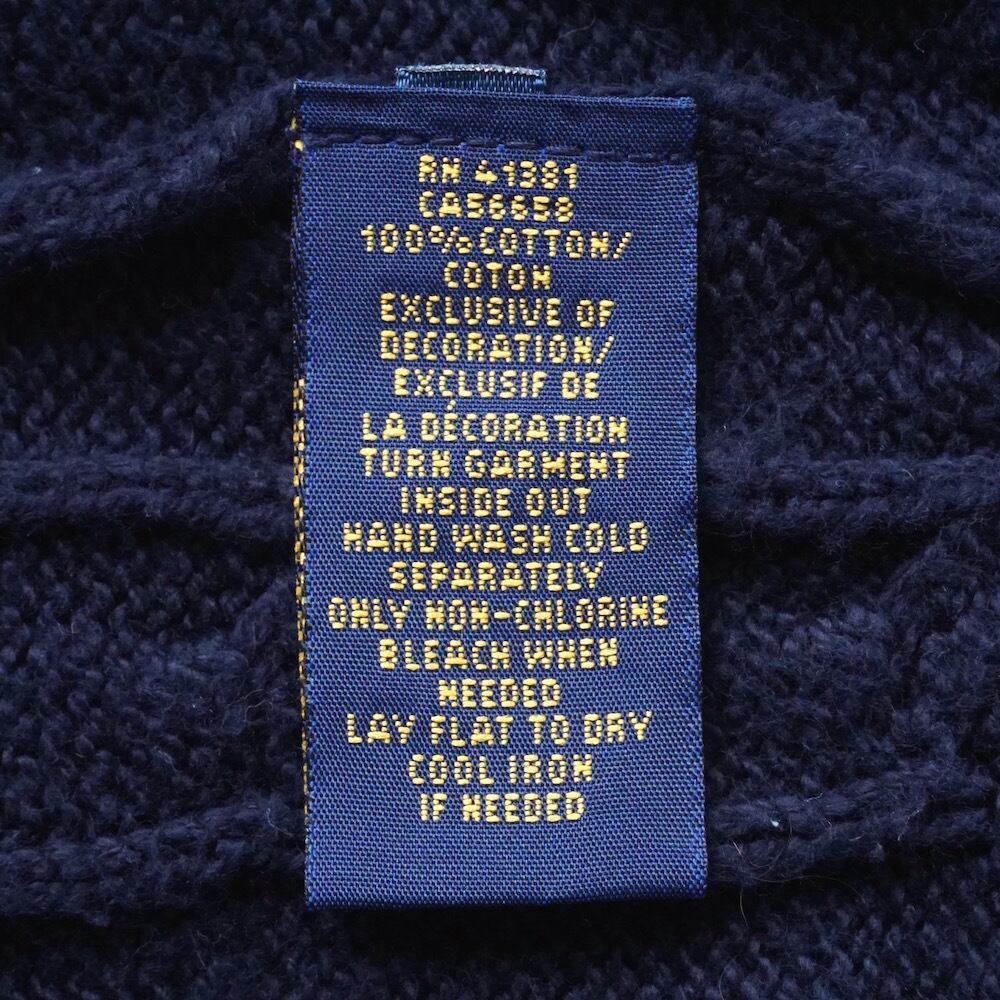 RN 41381
CA56658
100%COTTON/
COTON
EXCLUSIVE OF
DECORATION/
EXCLUSIF DE
LA DÉCORATION
TURN GARMENT
INSIDE OUT
HAND WASH COLD
SEPARATELY
ONLY NON-CHLORINE
BLEACH WHEN
NEEDED
LAY FLAT TO DRY
COOL IRON
IF NEEDED